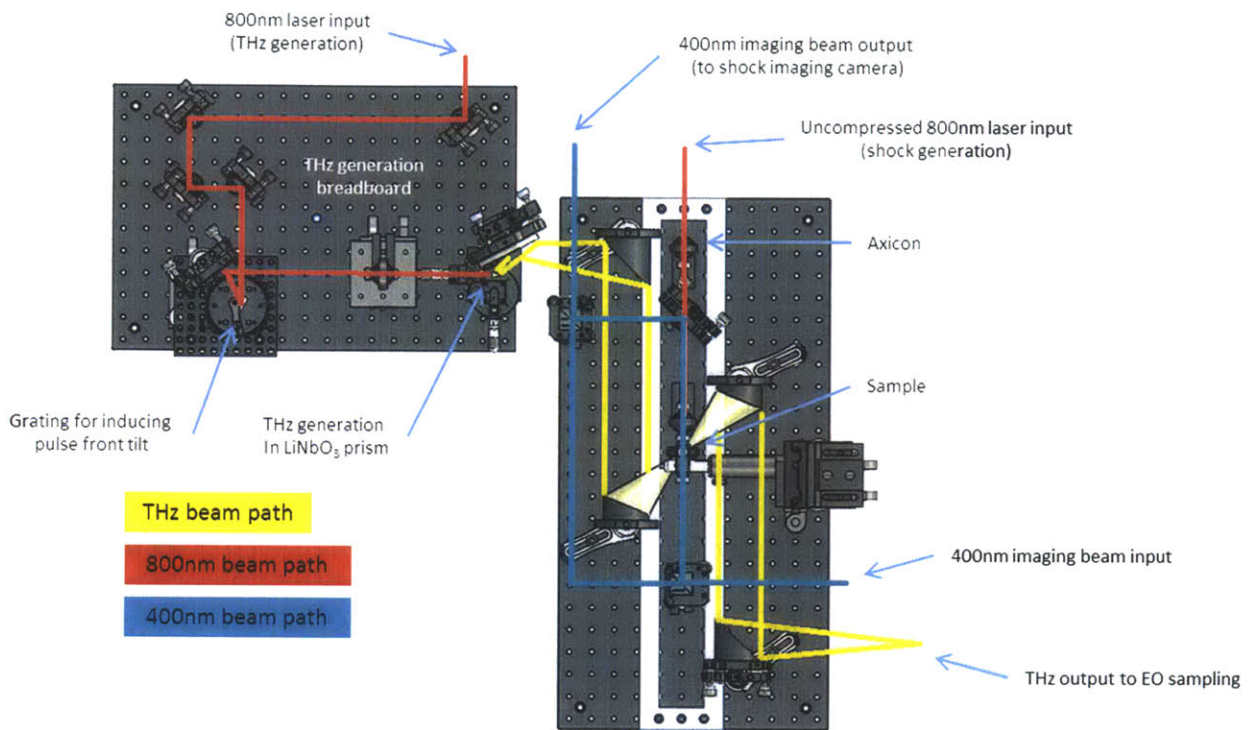 800nm laser input
(THz generation)
400nm imaging beam output
(to shock imaging camera)
Uncompressed 800nm laser input
(shock generation)
THz generation
breadboard
Axicon
Sample
Grating for inducing
pulse front tilt
THz generation
In LiNbO₃ prism
THz beam path
800nm beam path
400nm beam path
400nm imaging beam input
THz output to EO sampling